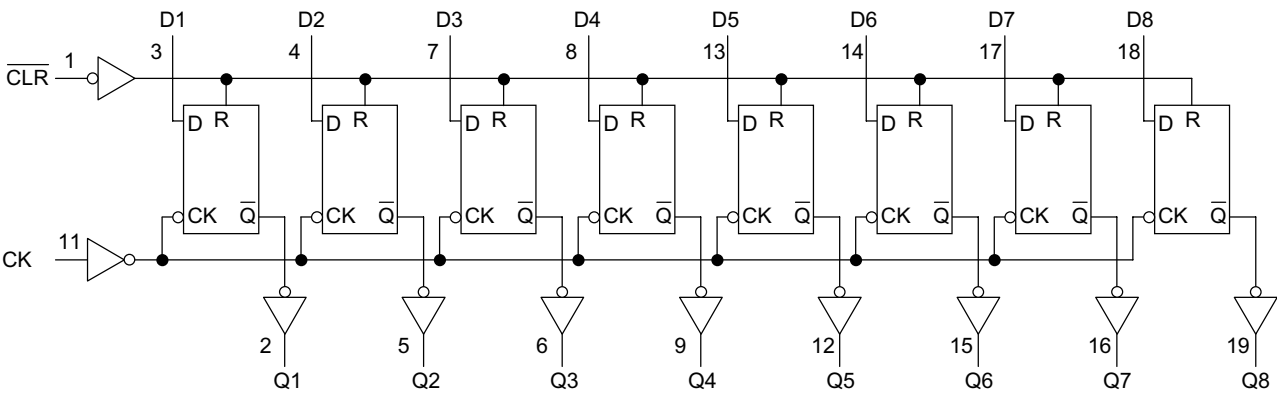 D1 D2 D3 D4 D5 D6 D7 D8
3 4 7 8 13 14 17 18
C̅L̅R̅ 1
D R D R D R D R D R D R D R D R
CK Q̅ CK Q̅ CK Q̅ CK Q̅ CK Q̅ CK Q̅ CK Q̅ CK Q̅
CK 11
2 5 6 9 12 15 16 19
Q1 Q2 Q3 Q4 Q5 Q6 Q7 Q8